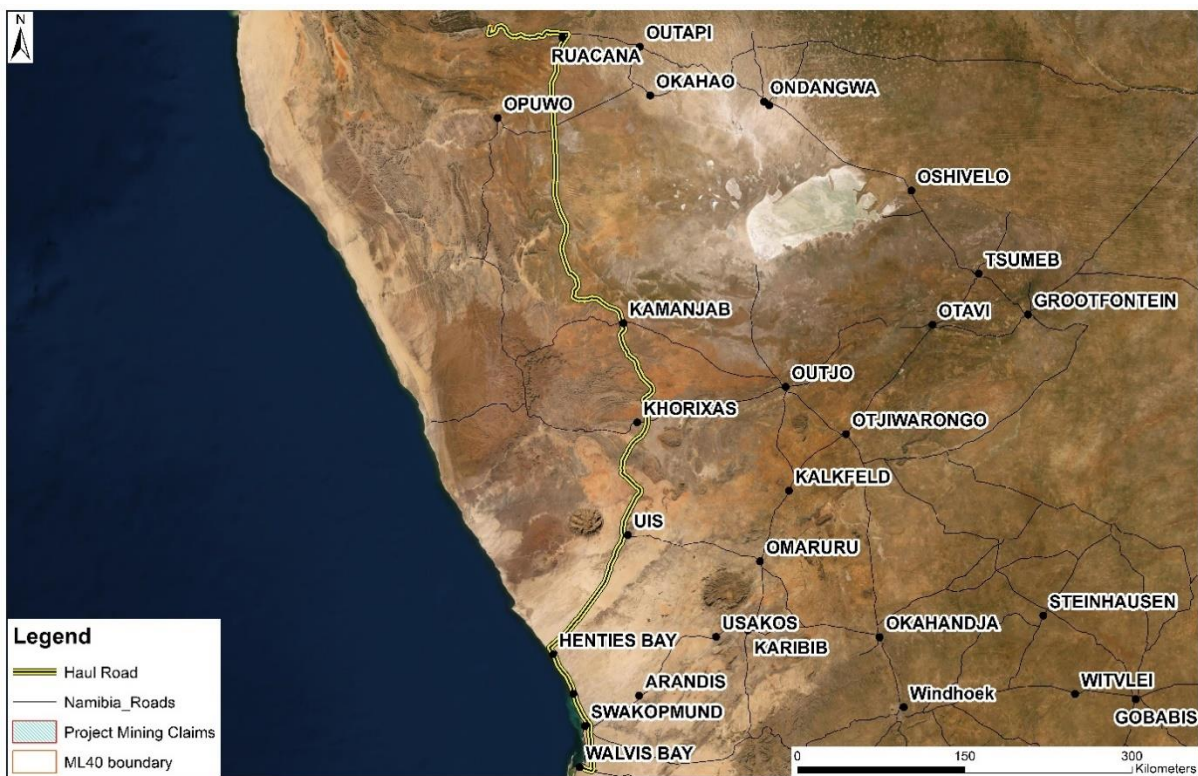 N
OUTAPI
RUACANA
OKAHAO
ONDANGWA
OPUWO
OSHIVELO
TSUMEB
GROOTFONTEIN
OTAVI
KAMANJAB
OUTJO
KHORIXAS
OTJIWARONGO
KALKFELD
UIS
OMARURU
STEINHAUSEN
USAKOS
OKAHANDJA
HENTIES BAY
KARIBIB
ARANDIS
WITVLEI
Windhoek
SWAKOPMUND
GOBABIS
WALVIS BAY
Legend
Haul Road
Namibia_Roads
Project Mining Claims
ML40 boundary
0 150 300
Kilometers